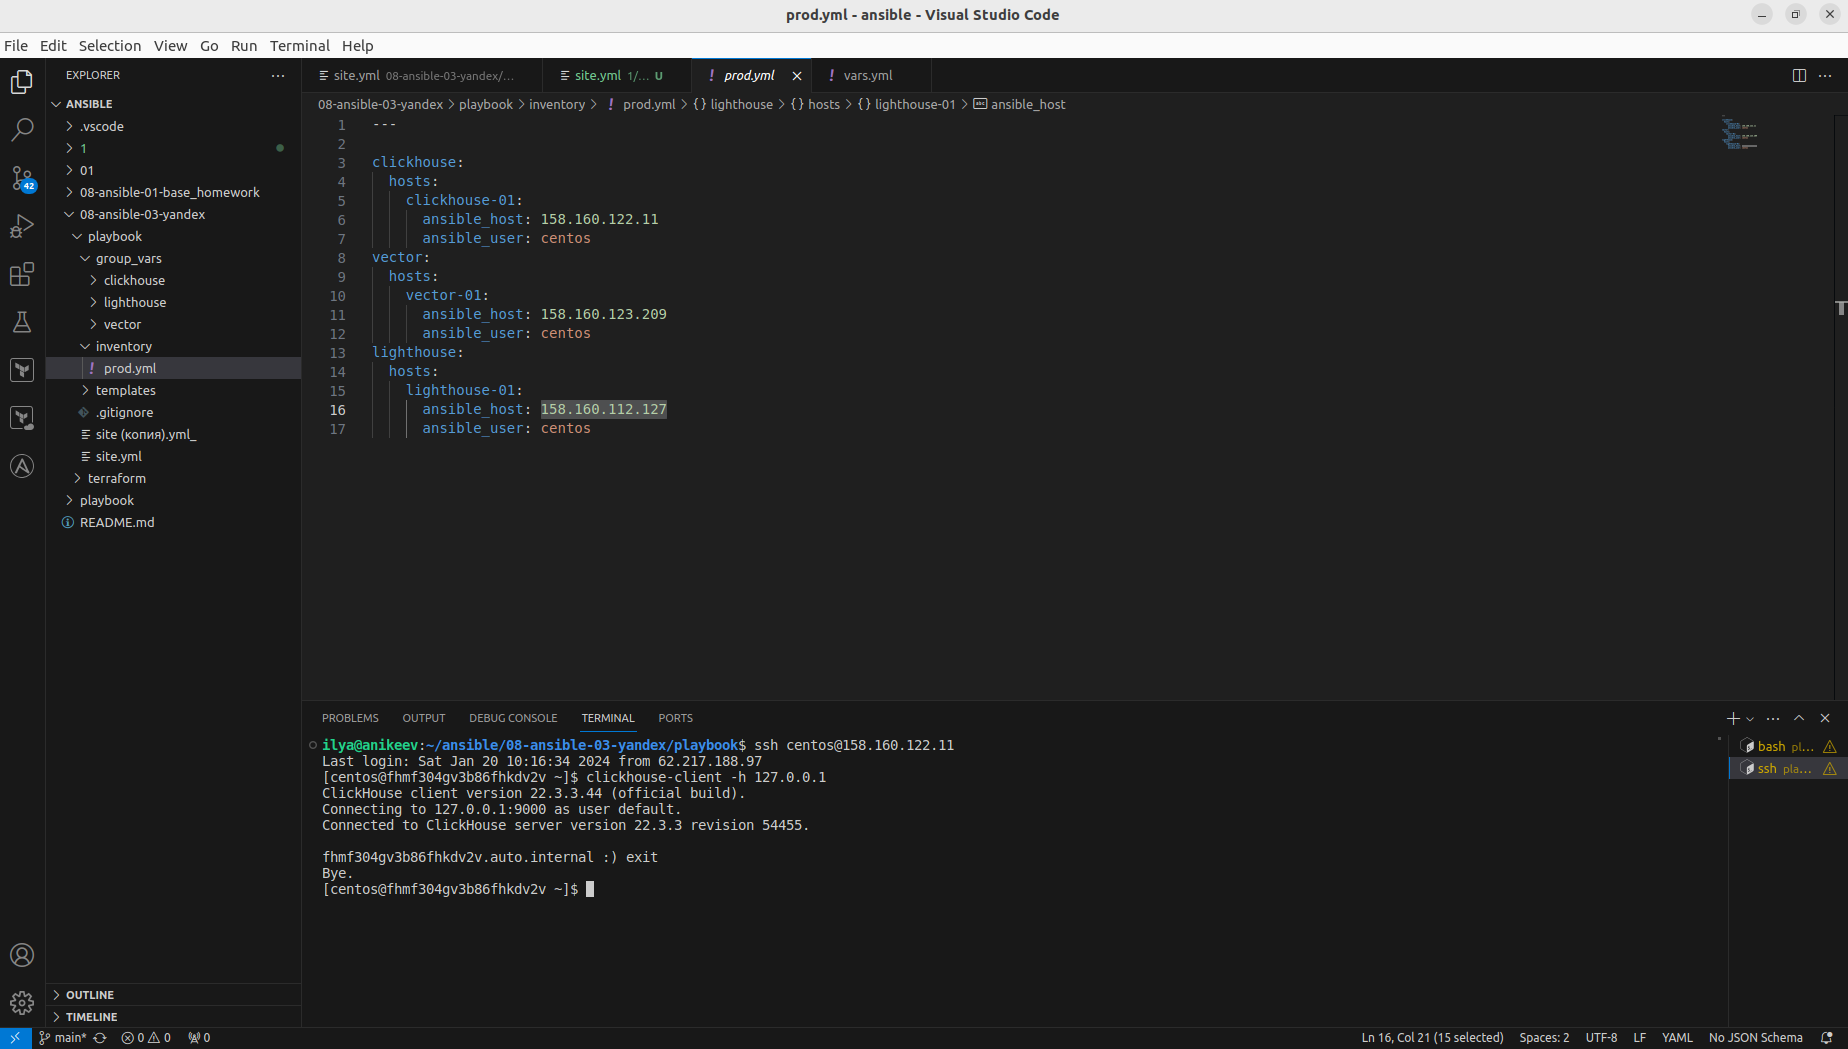 prod.yml - ansible - Visual Studio Code
File Edit Selection View Go Run Terminal Help
EXPLORER
ANSIBLE
.vscode
1
01
08-ansible-01-base_homework
08-ansible-03-yandex
playbook
group_vars
clickhouse
lighthouse
vector
inventory
! prod.yml
templates
.gitignore
site (копия).yml_
site.yml
terraform
playbook
README.md
OUTLINE
TIMELINE
42
site.yml 08-ansible-03-yandex/...
site.yml 1/... U
! prod.yml
! vars.yml
08-ansible-03-yandex > playbook > inventory > ! prod.yml > {} lighthouse > {} hosts > {} lighthouse-01 > abc ansible_host
1 ---
2
3 clickhouse:
4 hosts:
5 clickhouse-01:
6 ansible_host: 158.160.122.11
7 ansible_user: centos
8 vector:
9 hosts:
10 vector-01:
11 ansible_host: 158.160.123.209
12 ansible_user: centos
13 lighthouse:
14 hosts:
15 lighthouse-01:
16 ansible_host: 158.160.112.127
17 ansible_user: centos
PROBLEMS OUTPUT DEBUG CONSOLE TERMINAL PORTS
ilya@anikeev:~/ansible/08-ansible-03-yandex/playbook$ ssh centos@158.160.122.11
Last login: Sat Jan 20 10:16:34 2024 from 62.217.188.97
[centos@fhmf304gv3b86fhkdv2v ~]$ clickhouse-client -h 127.0.0.1
ClickHouse client version 22.3.3.44 (official build).
Connecting to 127.0.0.1:9000 as user default.
Connected to ClickHouse server version 22.3.3 revision 54455.
fhmf304gv3b86fhkdv2v.auto.internal :) exit
Bye.
[centos@fhmf304gv3b86fhkdv2v ~]$
bash pl...
ssh pla...
main* 0 0 0
Ln 16, Col 21 (15 selected) Spaces: 2 UTF-8 LF YAML No JSON Schema